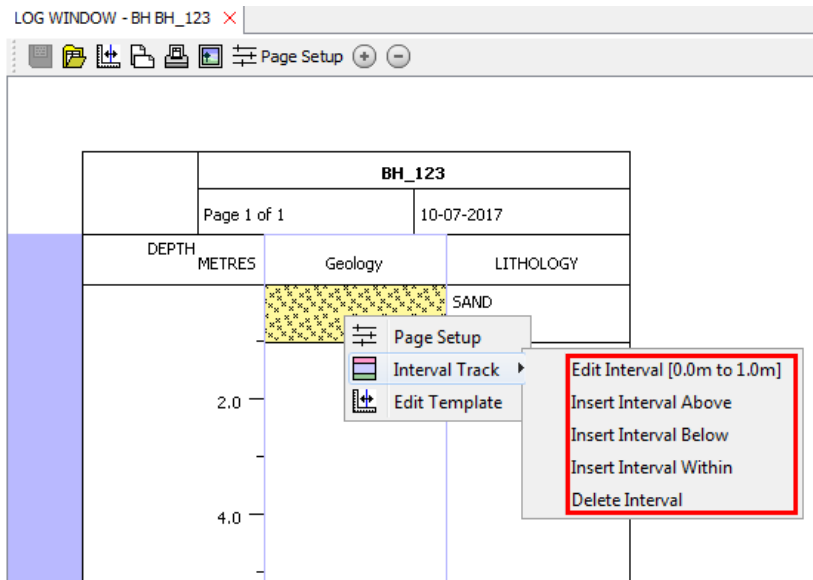 LOG WINDOW - BH BH_123
Page Setup
BH_123
Page 1 of 1
10-07-2017
DEPTH
METRES
Geology
LITHOLOGY
SAND
Page Setup
Interval Track
Edit Template
Edit Interval [0.0m to 1.0m]
Insert Interval Above
Insert Interval Below
Insert Interval Within
Delete Interval
2.0
4.0